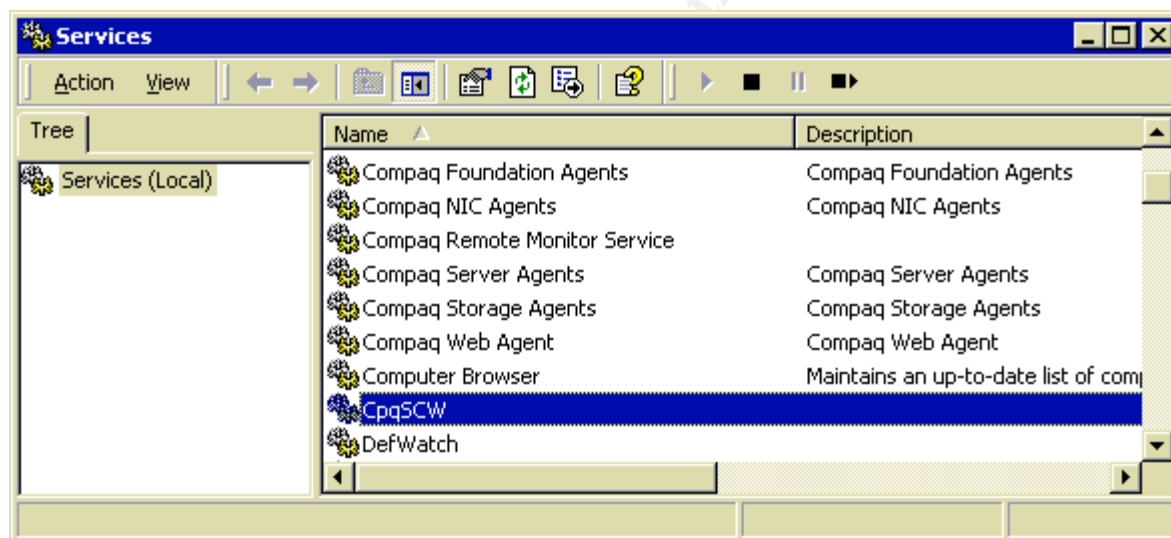 Services
Action View
Tree
Name Description
Services (Local)
Compaq Foundation Agents Compaq Foundation Agents
Compaq NIC Agents Compaq NIC Agents
Compaq Remote Monitor Service
Compaq Server Agents Compaq Server Agents
Compaq Storage Agents Compaq Storage Agents
Compaq Web Agent Compaq Web Agent
Computer Browser Maintains an up-to-date list of com
CpqSCW
DefWatch